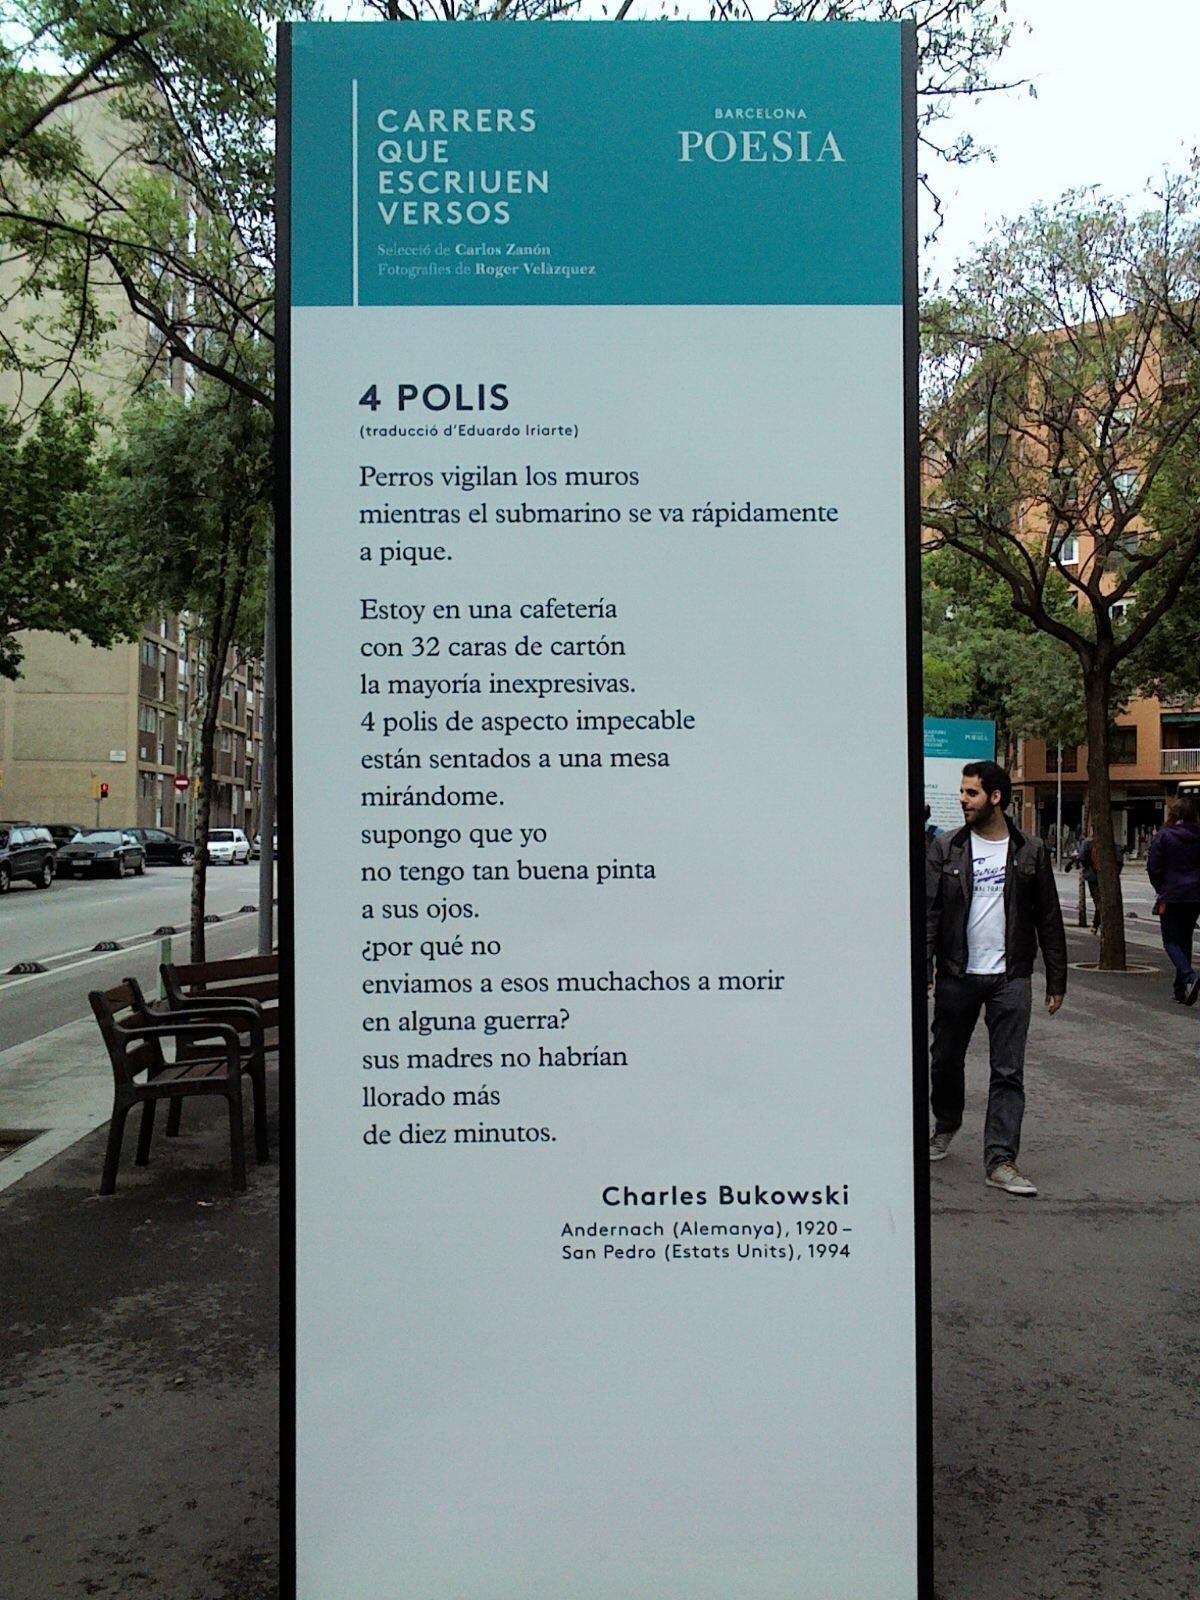 CARRERS
QUE
ESCRIUEN
VERSOS
Selecció de Carlos Zanón
Fotografies de Roger Velàzquez
BARCELONA
POESIA
4 POLIS
(traducció d'Eduardo Iriarte)
Perros vigilan los muros
mientras el submarino se va rápidamente
a pique.
Estoy en una cafetería
con 32 caras de cartón
la mayoría inexpresivas.
4 polis de aspecto impecable
están sentados a una mesa
mirándome.
supongo que yo
no tengo tan buena pinta
a sus ojos.
¿por qué no
enviamos a esos muchachos a morir
en alguna guerra?
sus madres no habrían
llorado más
de diez minutos.
Charles Bukowski
Andernach (Alemanya), 1920 –
San Pedro (Estats Units), 1994